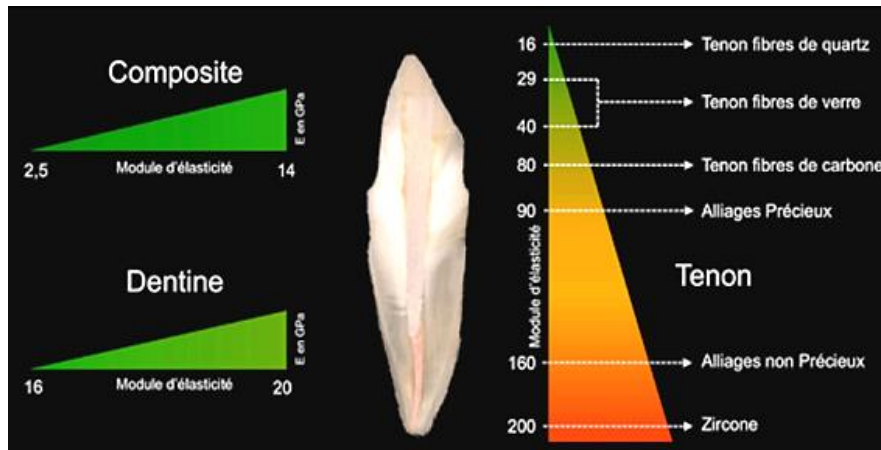 Composite
E en GPa
2,5 Module d'élasticité 14
Dentine
E en GPa
16 Module d'élasticité 20
16 Tenon fibres de quartz
29
Tenon fibres de verre
40
80 Tenon fibres de carbone
90 Alliages Précieux
Module d'élasticité
Tenon
160 Alliages non Précieux
200 Zircone